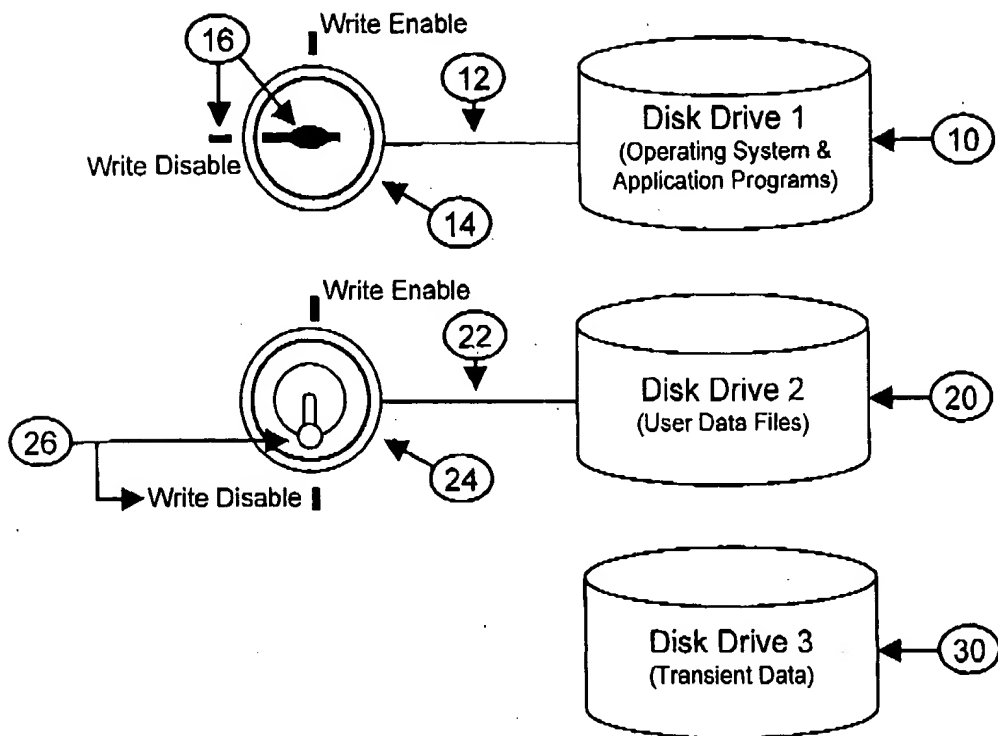 Write Enable
16
12
Disk Drive 1
(Operating System &
Application Programs)
10
Write Disable
14
Write Enable
22
Disk Drive 2
(User Data Files)
20
26
24
Write Disable
Disk Drive 3
(Transient Data)
30